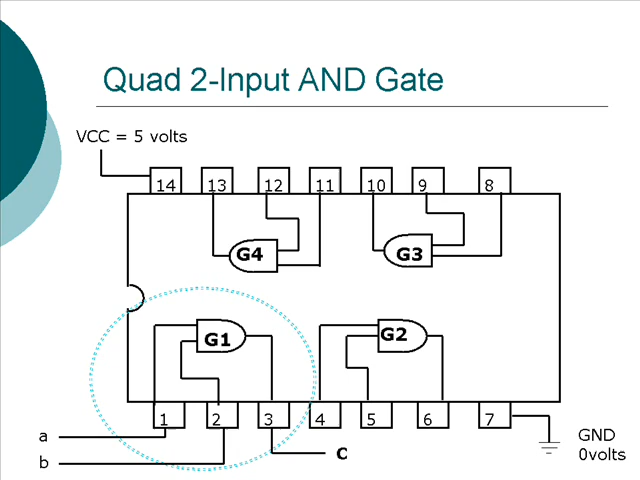 Quad 2-Input AND Gate
VCC = 5 volts
14 13 12 11 10 9 8
G4 G3
G1 G2
1 2 3 4 5 6 7
a
b
C
GND
0volts